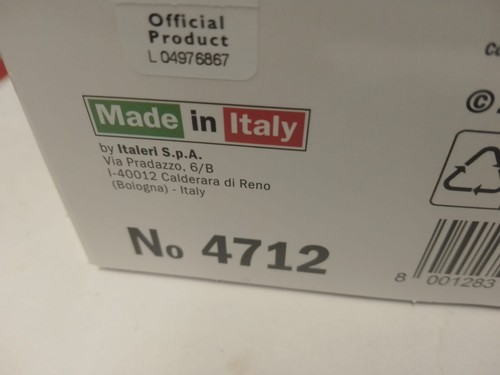 Official
Product
L 04976867
Made in Italy
by Italeri S.p.A.
Via Pradazzo, 6/B
I-40012 Calderara di Reno
(Bologna) - Italy
No 4712
©
8 001283